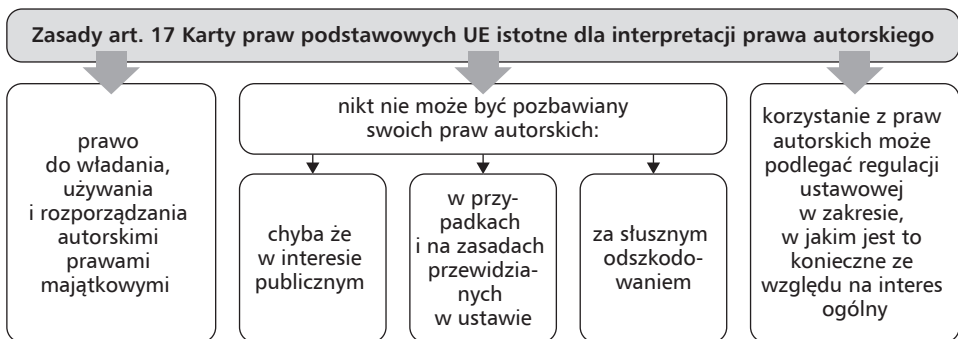 Zasady art. 17 Karty praw podstawowych UE istotne dla interpretacji prawa autorskiego
prawo
do władania,
używania
i rozporządzania
autorskimi
prawami
majątkowymi
nikt nie może być pozbawiany
swoich praw autorskich:
chyba że
w interesie
publicznym
w przy-
padkach
i na zasadach
przewidzia-
nych
w ustawie
za słusznym
odszkodo-
waniem
korzystanie z praw
autorskich może
podlegać regulacji
ustawowej
w zakresie,
w jakim jest to
konieczne ze
względu na interes
ogólny